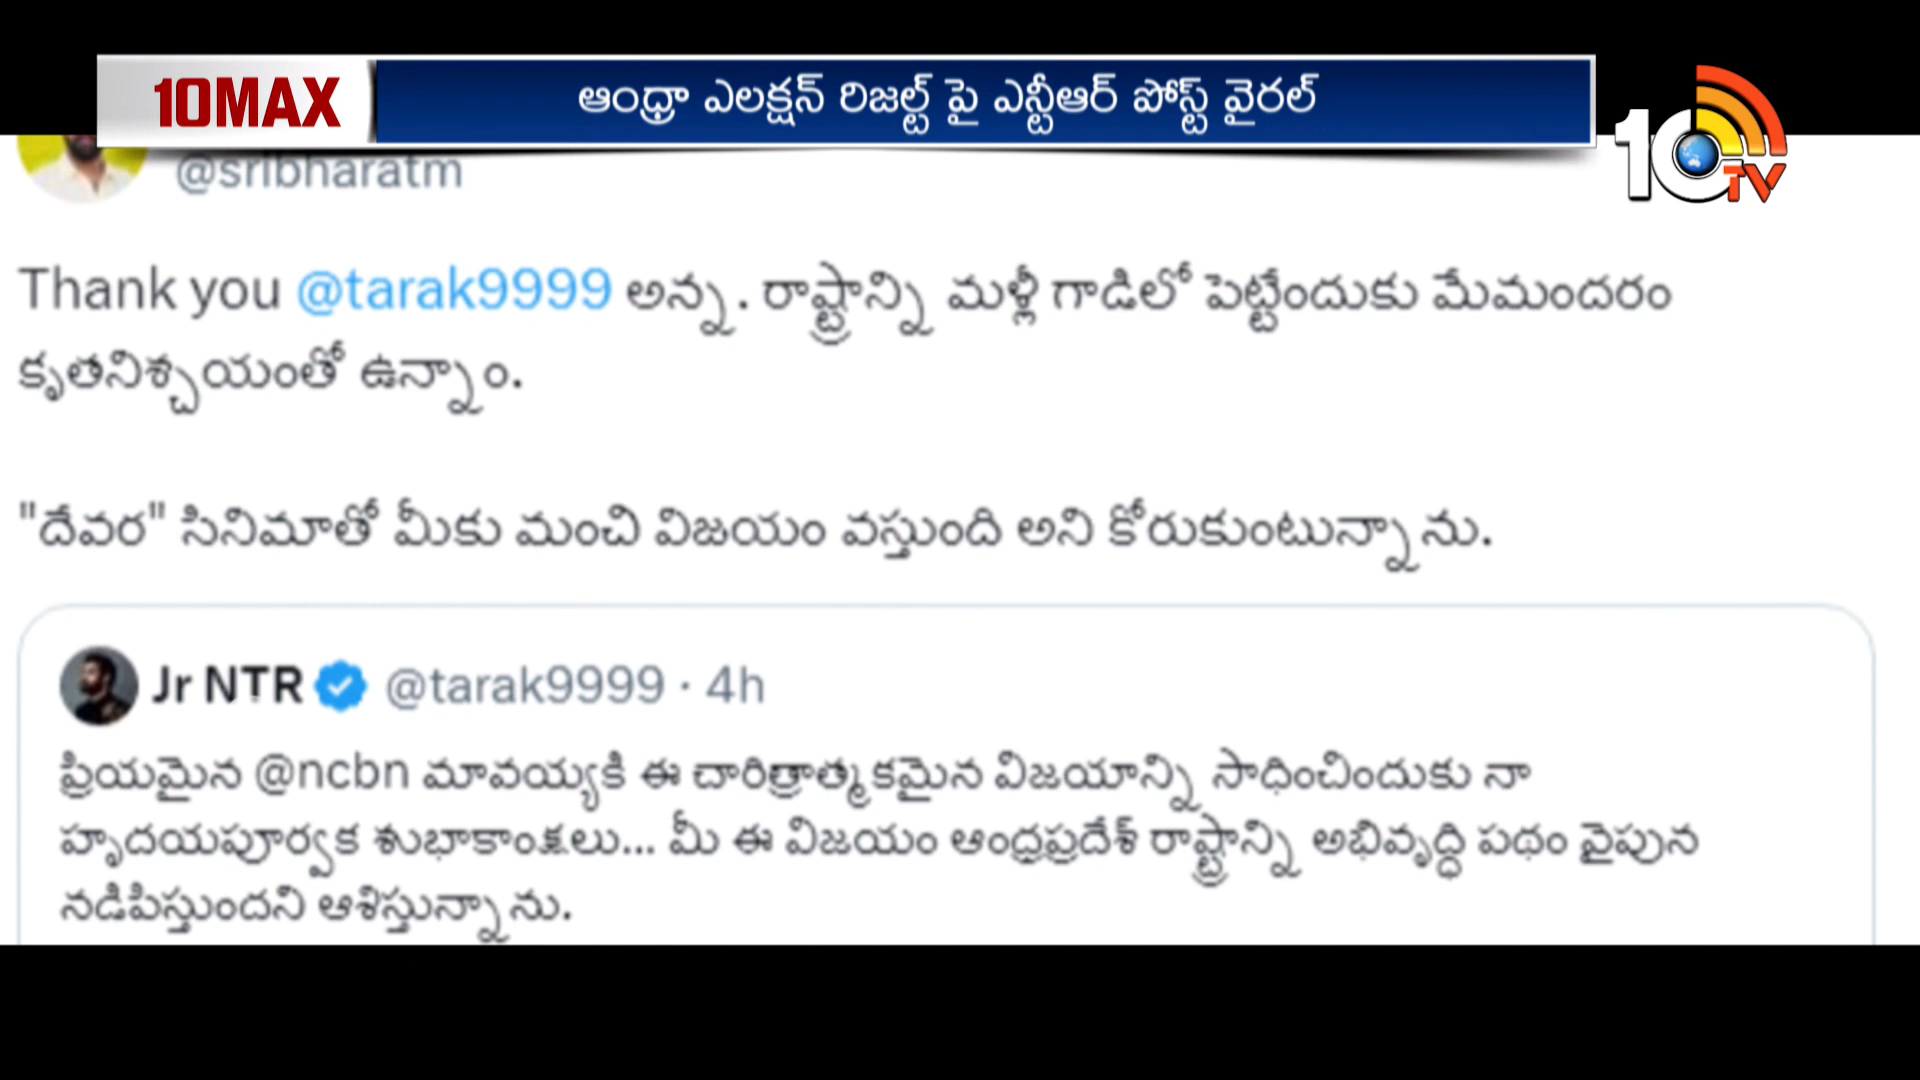 10MAX
ఆంధ్రా ఎలక్షన్ రిజల్ట్ పై ఎన్టీఆర్ పోస్ట్ వైరల్
10TV
@sribharatm
Thank you @tarak9999 అన్న. రాష్ట్రాన్ని మళ్లీ గాడిలో పెట్టేందుకు మేమందరం
కృతనిశ్చయంతో ఉన్నాం.
"దేవర" సినిమాతో మీకు మంచి విజయం వస్తుంది అని కోరుకుంటున్నాను.
Jr NTR @tarak9999 · 4h
ప్రియమైన @ncbn మావయ్యకి ఈ చారిత్రాత్మకమైన విజయాన్ని సాధించిందుకు నా
హృదయపూర్వక శుభాకాంక్షలు... మీ ఈ విజయం ఆంధ్రప్రదేశ్ రాష్ట్రాన్ని అభివృద్ధి పథం వైపున
నడిపిస్తుందని ఆశిస్తున్నాను.